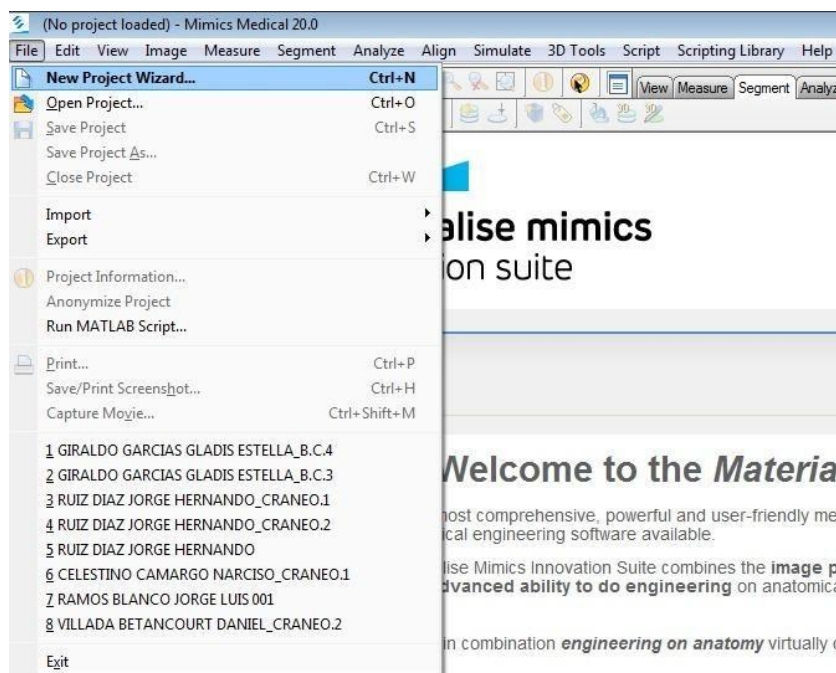 (No project loaded) - Mimics Medical 20.0
File Edit View Image Measure Segment Analyze Align Simulate 3D Tools Script Scripting Library Help
New Project Wizard... Ctrl+N
Open Project... Ctrl+O
Save Project Ctrl+S
Save Project As...
Close Project Ctrl+W
Import
Export
Project Information...
Anonymize Project
Run MATLAB Script...
Print... Ctrl+P
Save/Print Screenshot... Ctrl+H
Capture Movie... Ctrl+Shift+M
1 GIRALDO GARCIAS GLADIS ESTELLA_B.C.4
2 GIRALDO GARCIAS GLADIS ESTELLA_B.C.3
3 RUIZ DIAZ JORGE HERNANDO_CRANEO.1
4 RUIZ DIAZ JORGE HERNANDO_CRANEO.2
5 RUIZ DIAZ JORGE HERNANDO
6 CELESTINO CAMARGO NARCISO_CRANEO.1
7 RAMOS BLANCO JORGE LUIS 001
8 VILLADA BETANCOURT DANIEL_CRANEO.2
Exit
View Measure Segment Analyz
alise mimics
ion suite
Welcome to the Materia
most comprehensive, powerful and user-friendly me
ical engineering software available.
lise Mimics Innovation Suite combines the image p
dvanced ability to do engineering on anatomica
in combination engineering on anatomy virtually